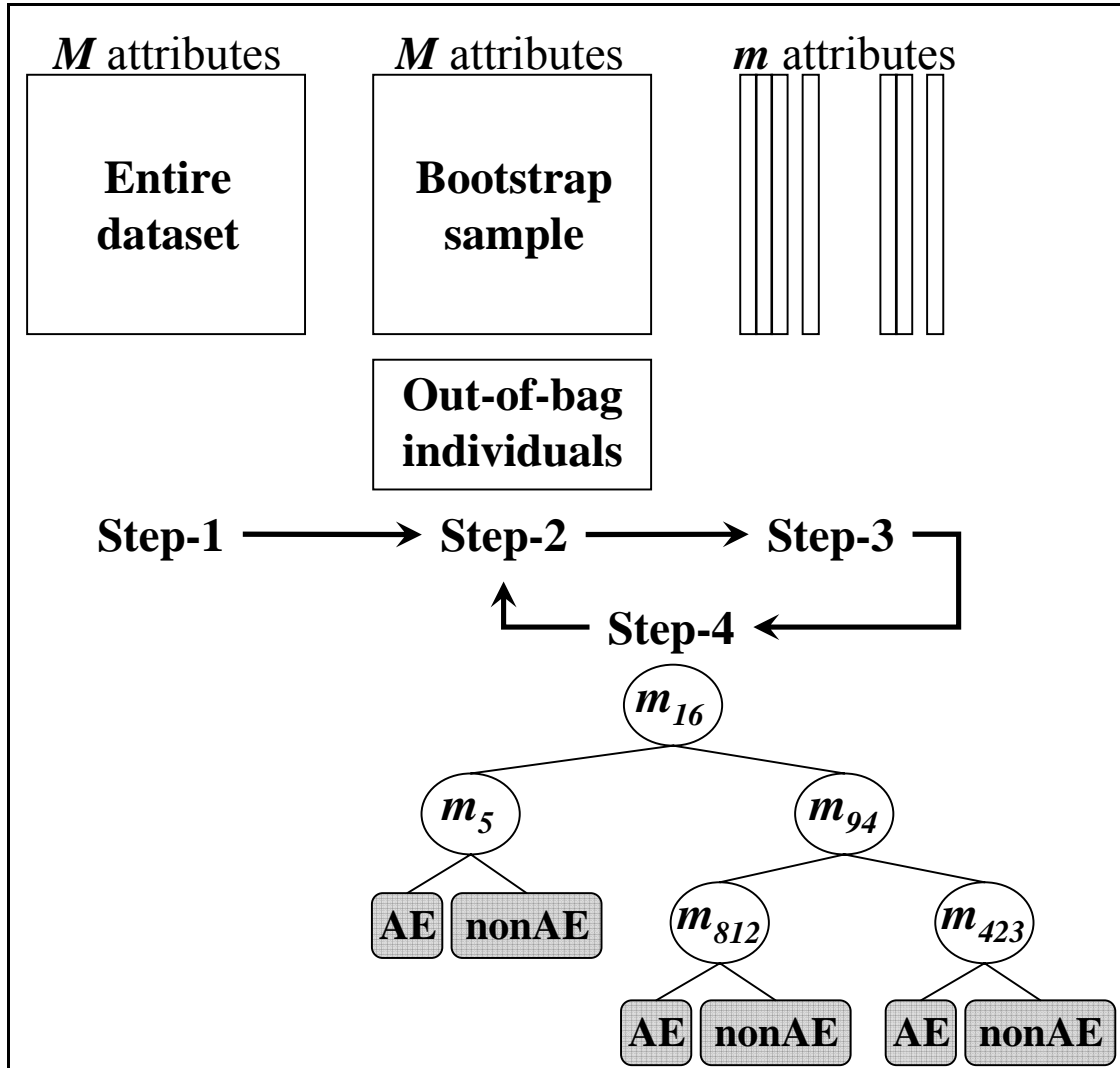 M attributes
M attributes
m attributes
Entire
dataset
Bootstrap
sample
Out-of-bag
individuals
Step-1
Step-2
Step-3
Step-4
m16
m5
m94
AE
nonAE
m812
m423
AE
nonAE
AE
nonAE